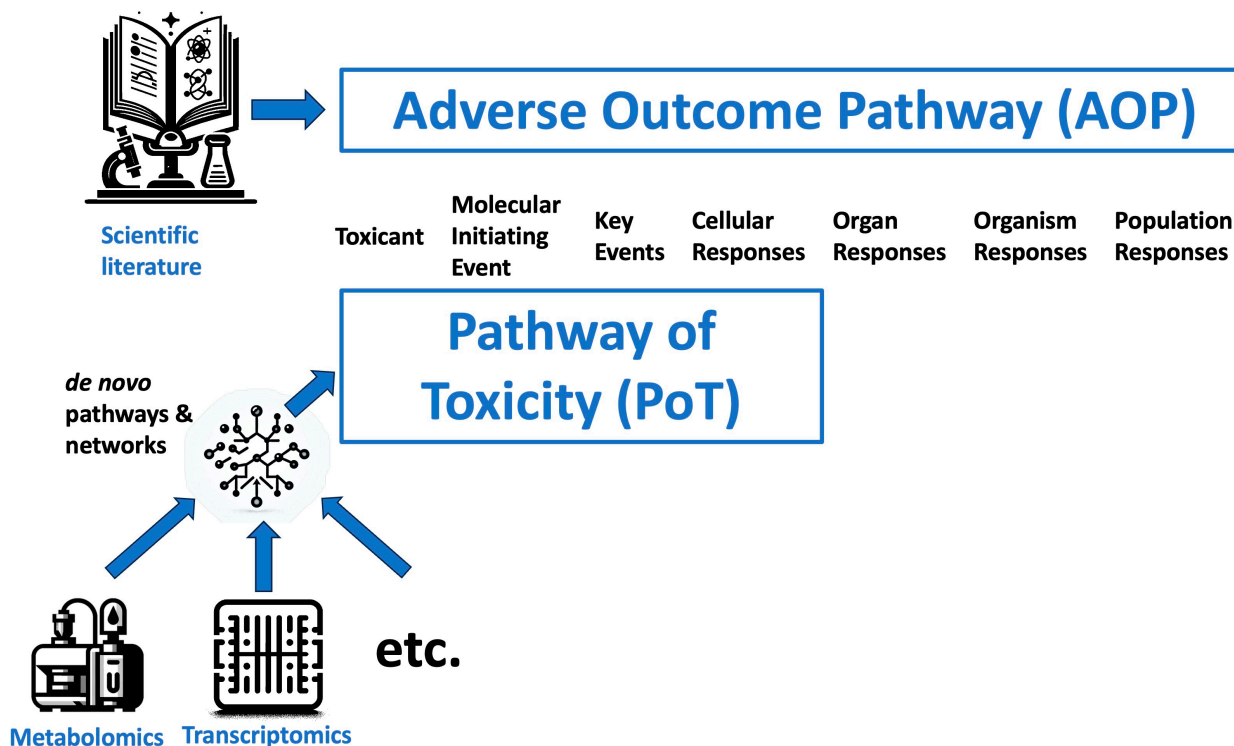 Adverse Outcome Pathway (AOP)
Scientific
literature
Toxicant
Molecular
Initiating
Event
Key
Events
Cellular
Responses
Organ
Responses
Organism
Responses
Population
Responses
Pathway of
Toxicity (PoT)
de novo
pathways &
networks
etc.
Metabolomics
Transcriptomics